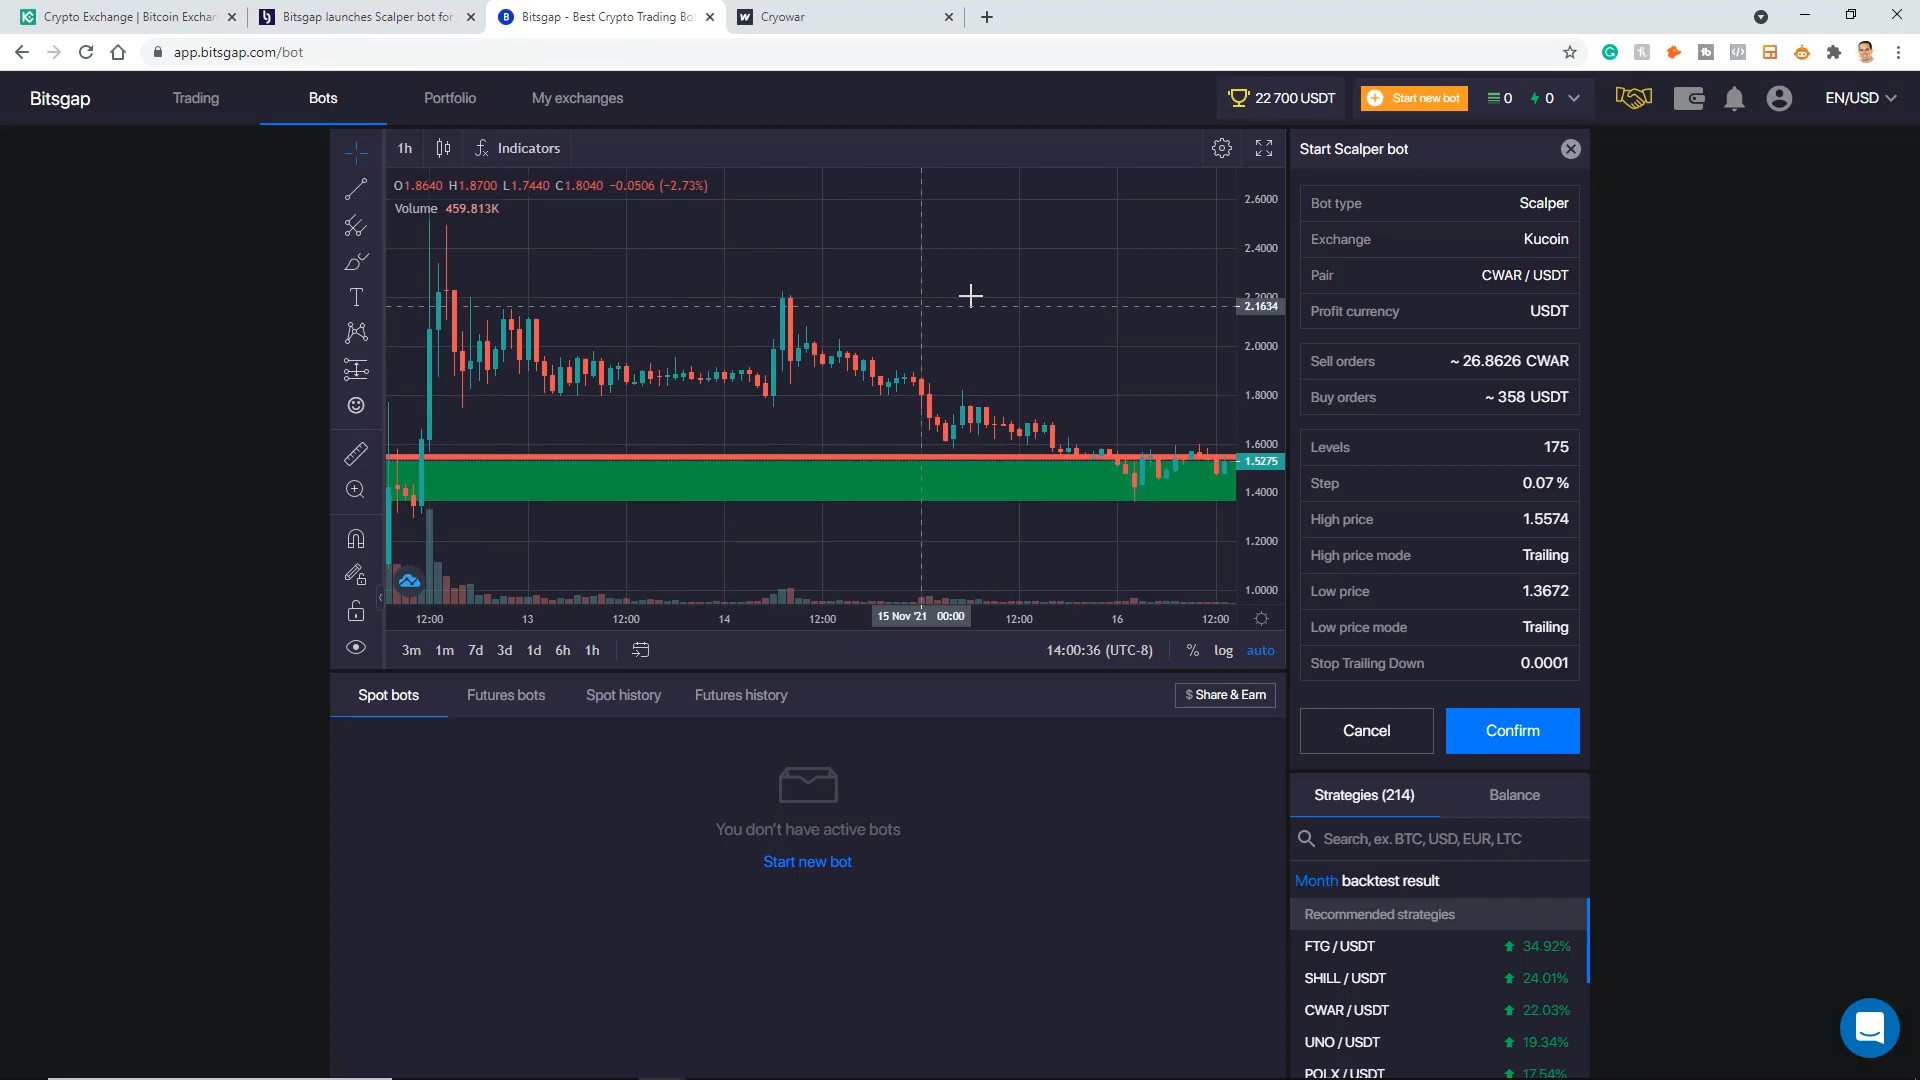 Crypto Exchange | Bitcoin Exchan
Bitsgap launches Scalper bot for
Bitsgap - Best Crypto Trading Bo
Cryowar
app.bitsgap.com/bot
Bitsgap
Trading
Bots
Portfolio
My exchanges
22 700 USDT
Start new bot
0
0
EN/USD
1h
Indicators
O1.8640 H1.8700 L1.7440 C1.8040 −0.0506 (−2.73%)
Volume 459.813K
2.6000
2.4000
2.2000
2.1634
2.0000
1.8000
1.6000
1.5275
1.4000
1.2000
1.0000
12:00
13
12:00
14
12:00
15 Nov '21 00:00
12:00
16
12:00
3m 1m 7d 3d 1d 6h 1h
14:00:36 (UTC-8)
% log auto
Start Scalper bot
Bot type Scalper
Exchange Kucoin
Pair CWAR / USDT
Profit currency USDT
Sell orders ~ 26.8626 CWAR
Buy orders ~ 358 USDT
Levels 175
Step 0.07 %
High price 1.5574
High price mode Trailing
Low price 1.3672
Low price mode Trailing
Stop Trailing Down 0.0001
Cancel
Confirm
Spot bots
Futures bots
Spot history
Futures history
$ Share & Earn
You don't have active bots
Start new bot
Strategies (214)
Balance
Search, ex. BTC, USD, EUR, LTC
Month backtest result
Recommended strategies
FTG / USDT 34.92%
SHILL / USDT 24.01%
CWAR / USDT 22.03%
UNO / USDT 19.34%
POLX / USDT 17.54%